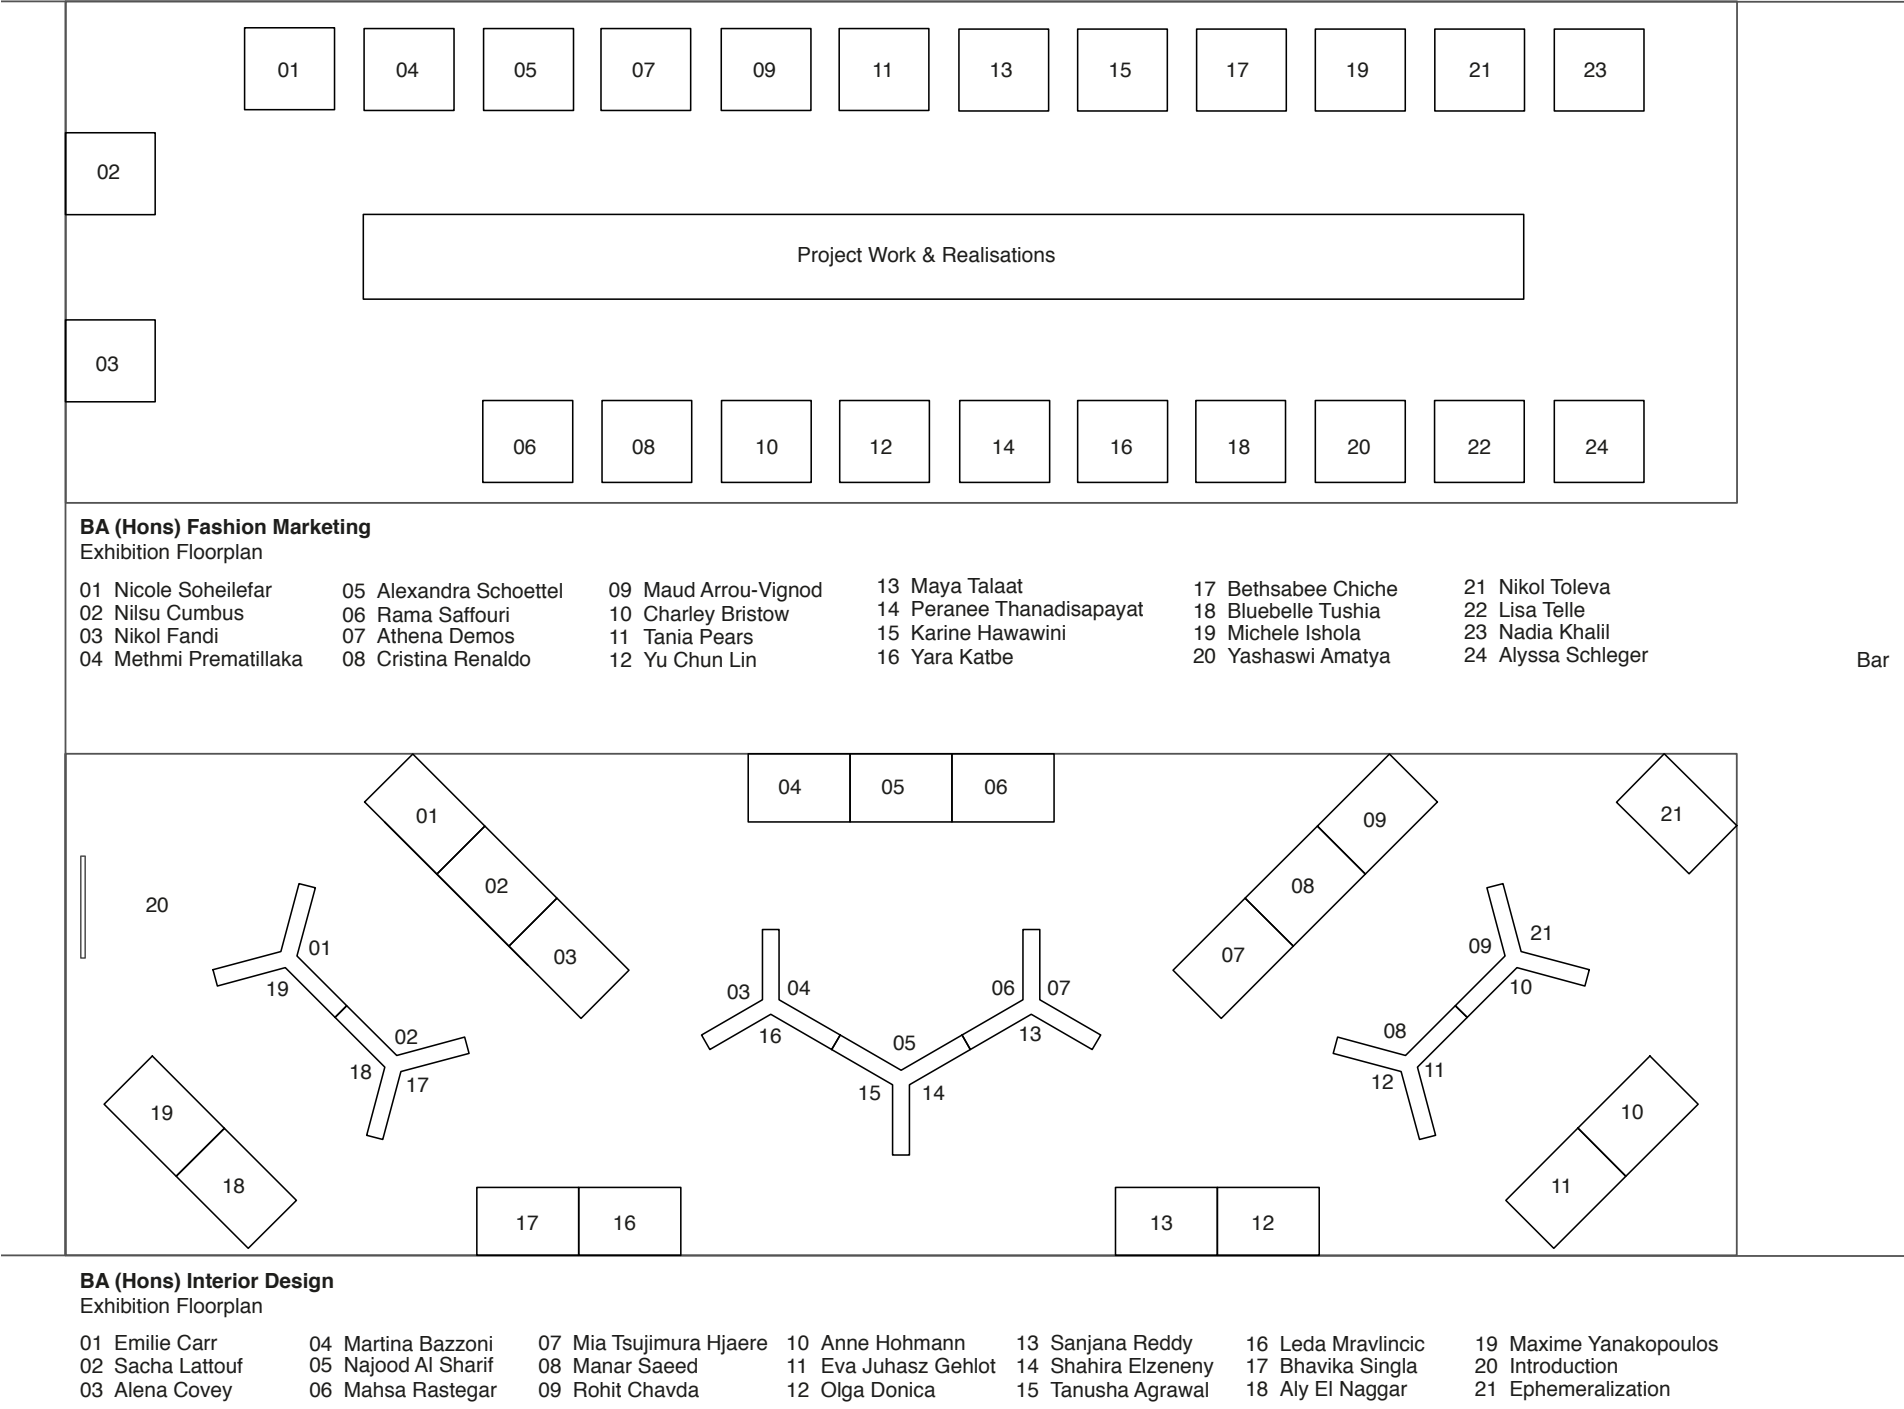 01 04 05 07 09 11 13 15 17 19 21 23
02
Project Work & Realisations
03
06 08 10 12 14 16 18 20 22 24
BA (Hons) Fashion Marketing
Exhibition Floorplan
01 Nicole Soheilefar
02 Nilsu Cumbus
03 Nikol Fandi
04 Methmi Prematillaka
05 Alexandra Schoettel
06 Rama Saffouri
07 Athena Demos
08 Cristina Renaldo
09 Maud Arrou-Vignod
10 Charley Bristow
11 Tania Pears
12 Yu Chun Lin
13 Maya Talaat
14 Peranee Thanadisapayat
15 Karine Hawawini
16 Yara Katbe
17 Bethsabee Chiche
18 Bluebelle Tushia
19 Michele Ishola
20 Yashaswi Amatya
21 Nikol Toleva
22 Lisa Telle
23 Nadia Khalil
24 Alyssa Schleger
Bar
04 05 06
01
02
03
09
08
07
21
20
01
19
02
18
17
03 04
16
05
15 14
06 07
13
09 21
10
08
12 11
19
18
17 16
13 12
10
11
BA (Hons) Interior Design
Exhibition Floorplan
01 Emilie Carr
02 Sacha Lattouf
03 Alena Covey
04 Martina Bazzoni
05 Najood Al Sharif
06 Mahsa Rastegar
07 Mia Tsujimura Hjaere
08 Manar Saeed
09 Rohit Chavda
10 Anne Hohmann
11 Eva Juhasz Gehlot
12 Olga Donica
13 Sanjana Reddy
14 Shahira Elzeneny
15 Tanusha Agrawal
16 Leda Mravlincic
17 Bhavika Singla
18 Aly El Naggar
19 Maxime Yanakopoulos
20 Introduction
21 Ephemeralization